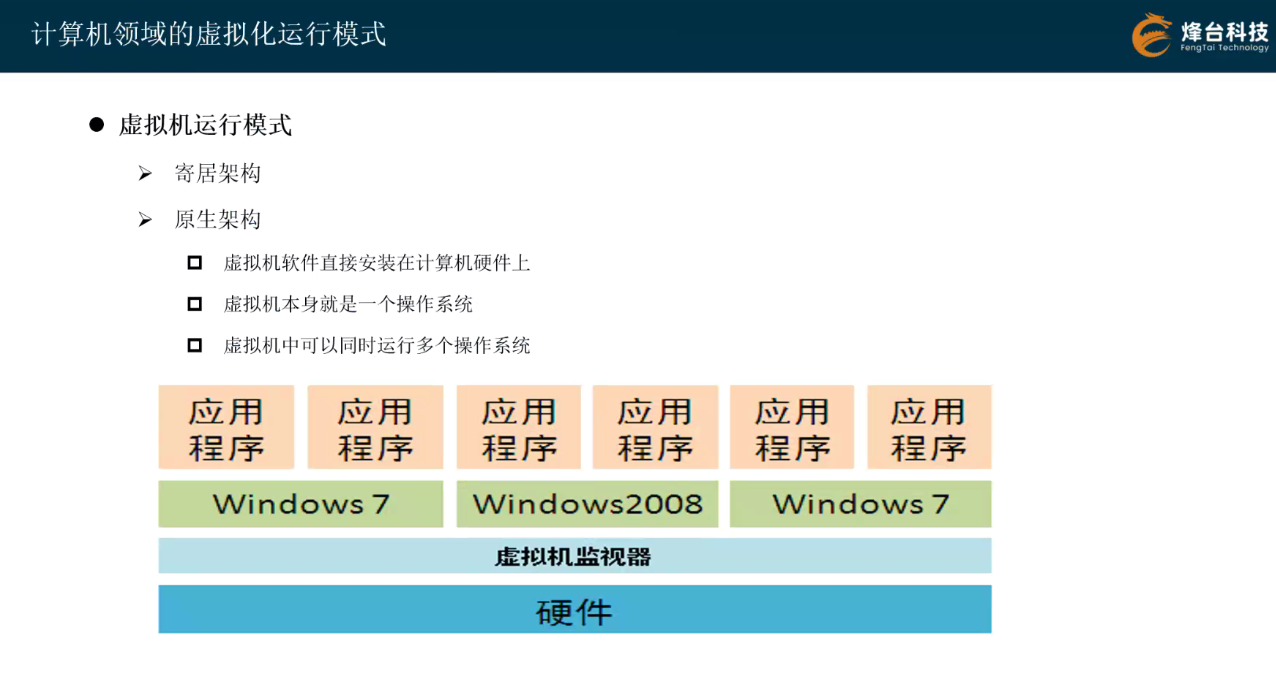 计算机领域的虚拟化运行模式
烽台科技
FengTai Technology
虚拟机运行模式
寄居架构
原生架构
虚拟机软件直接安装在计算机硬件上
虚拟机本身就是一个操作系统
虚拟机中可以同时运行多个操作系统
应用程序 应用程序 应用程序 应用程序 应用程序 应用程序
Windows 7 Windows2008 Windows 7
虚拟机监视器
硬件